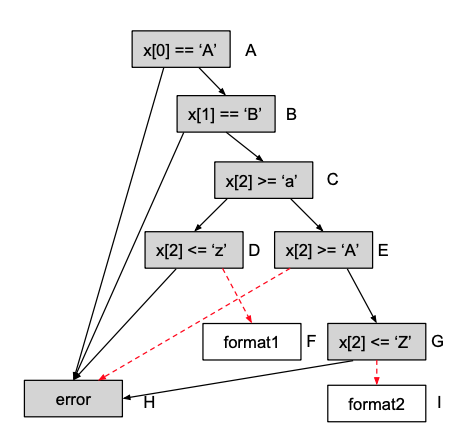 x[0] == ‘A’ A
x[1] == ‘B’ B
x[2] >= ‘a’ C
x[2] <= ‘z’ D
x[2] >= ‘A’ E
format1 F
x[2] <= ‘Z’ G
error H
format2 I